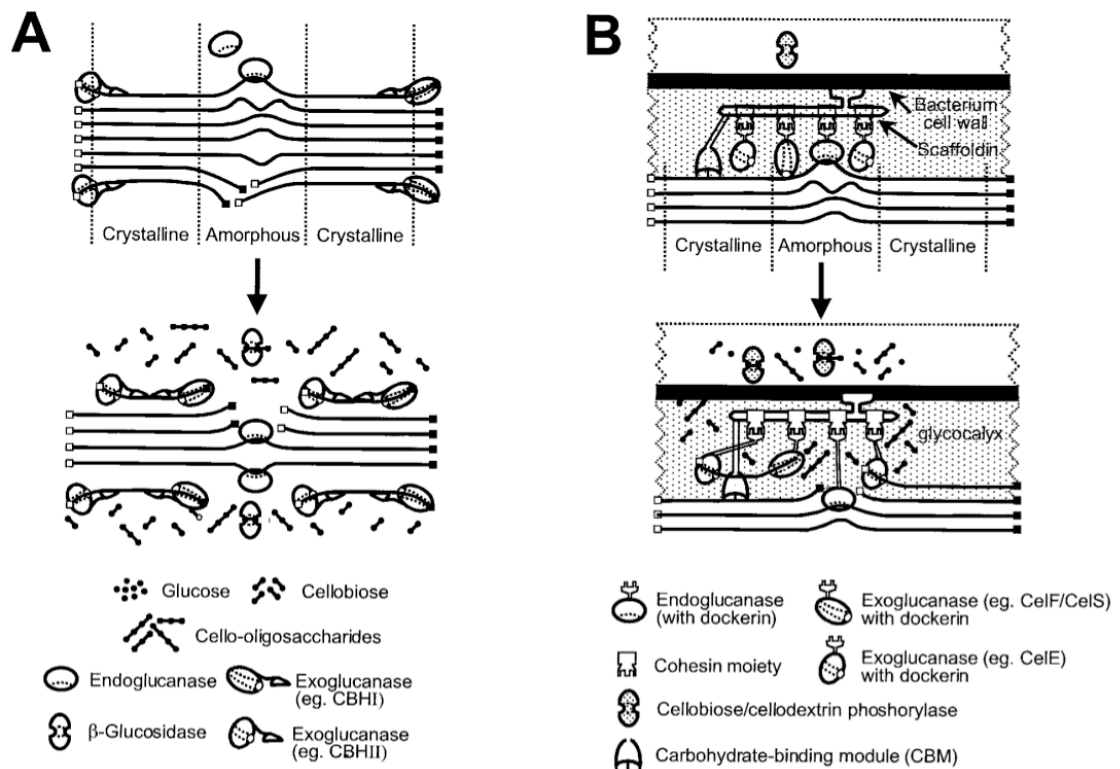 A
Crystalline
Amorphous
Crystalline
Glucose
Cellobiose
Cello-oligosaccharides
Endoglucanase
Exoglucanase
(eg. CBHI)
β-Glucosidase
Exoglucanase
(eg. CBHII)
B
Bacterium
cell wall
Scaffoldin
Crystalline
Amorphous
Crystalline
glycocalyx
Endoglucanase
(with dockerin)
Exoglucanase (eg. CelF/CelS)
with dockerin
Cohesin moiety
Exoglucanase (eg. CelE)
with dockerin
Cellobiose/cellodextrin phoshorylase
Carbohydrate-binding module (CBM)